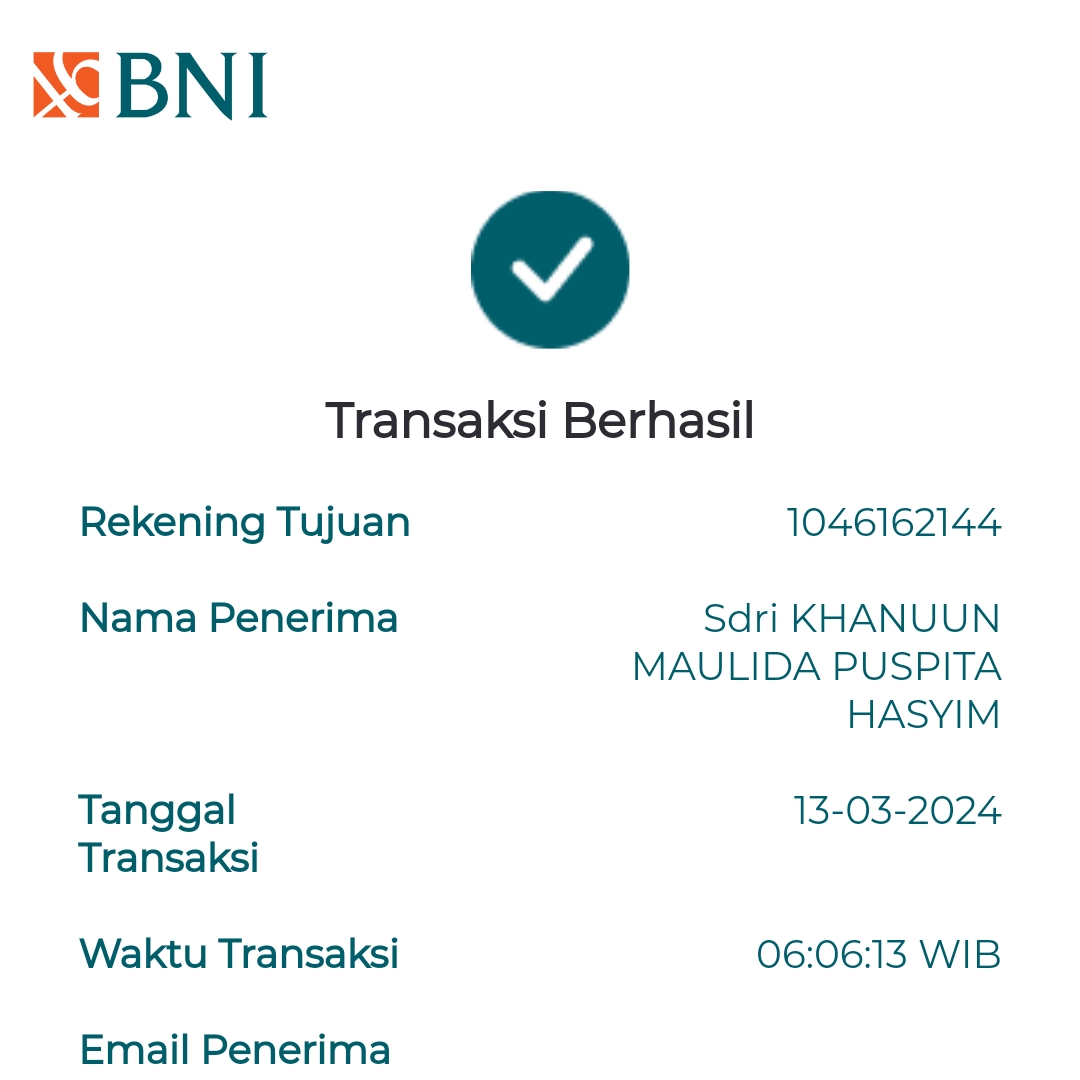 BNI
Transaksi Berhasil
Rekening Tujuan 1046162144
Nama Penerima Sdri KHANUUN
MAULIDA PUSPITA
HASYIM
Tanggal 13-03-2024
Transaksi
Waktu Transaksi 06:06:13 WIB
Email Penerima